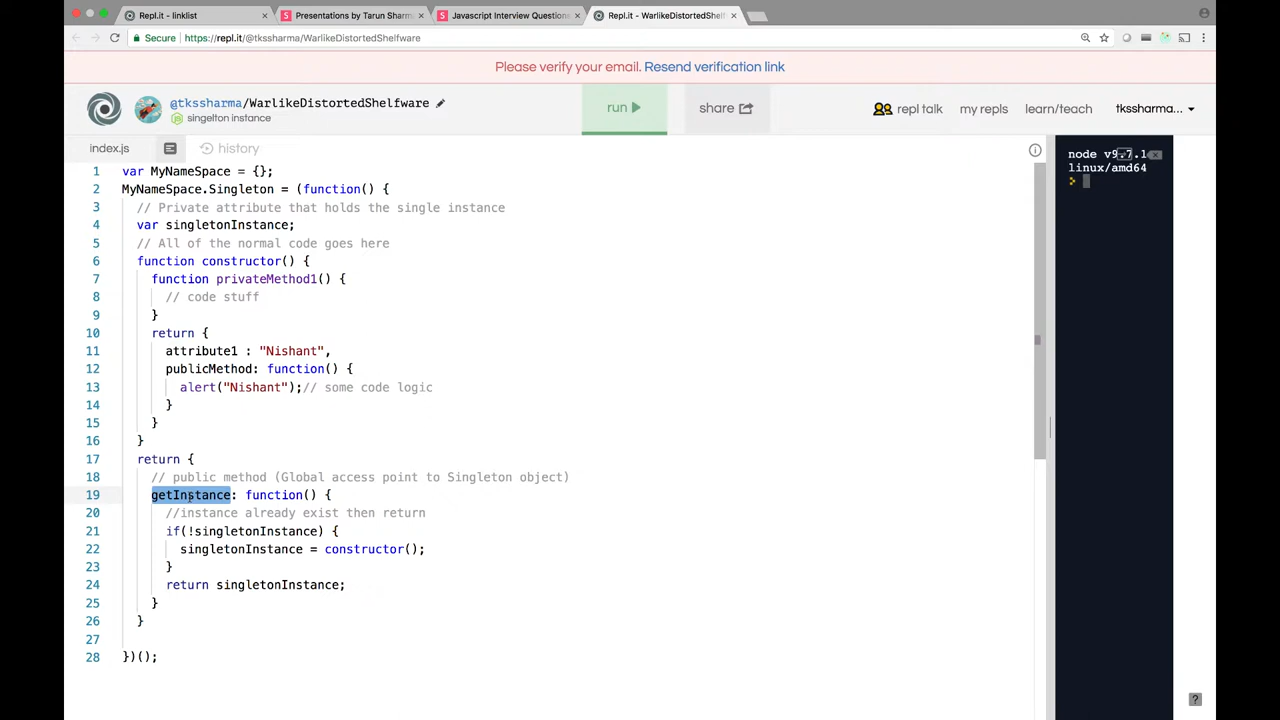 Repl.it - linklist
Presentations by Tarun Sharm
Javascript Interview Questions
Repl.it - WarlikeDistortedShelf
Secure
https://repl.it/@tkssharma/WarlikeDistortedShelfware
Please verify your email. Resend verification link
@tkssharma/WarlikeDistortedShelfware
singelton instance
run
share
repl talk
my repls
learn/teach
tkssharma...
index.js
history
1 var MyNameSpace = {};
2 MyNameSpace.Singleton = (function() {
3 // Private attribute that holds the single instance
4 var singletonInstance;
5 // All of the normal code goes here
6 function constructor() {
7 function privateMethod1() {
8 // code stuff
9 }
10 return {
11 attribute1 : "Nishant",
12 publicMethod: function() {
13 alert("Nishant");// some code logic
14 }
15 }
16 }
17 return {
18 // public method (Global access point to Singleton object)
19 getInstance: function() {
20 //instance already exist then return
21 if(!singletonInstance) {
22 singletonInstance = constructor();
23 }
24 return singletonInstance;
25 }
26 }
27
28 })();
node v9.7.1
linux/amd64
?